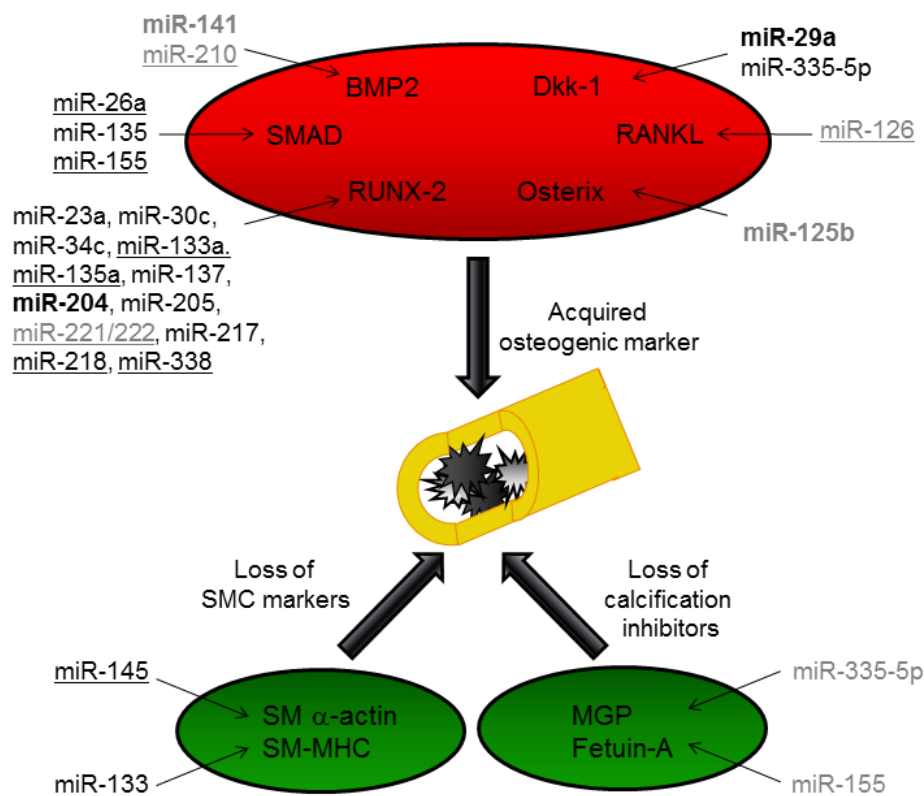 miR-141
miR-210
BMP2
Dkk-1
miR-29a
miR-335-5p
miR-26a
miR-135
miR-155
SMAD
RANKL
miR-126
RUNX-2
Osterix
miR-125b
miR-23a, miR-30c,
miR-34c, miR-133a.
miR-135a, miR-137,
miR-204, miR-205,
miR-221/222, miR-217,
miR-218, miR-338
Acquired
osteogenic marker
Loss of
SMC markers
Loss of
calcification
inhibitors
miR-145
SM α-actin
SM-MHC
miR-133
MGP
Fetuin-A
miR-335-5p
miR-155